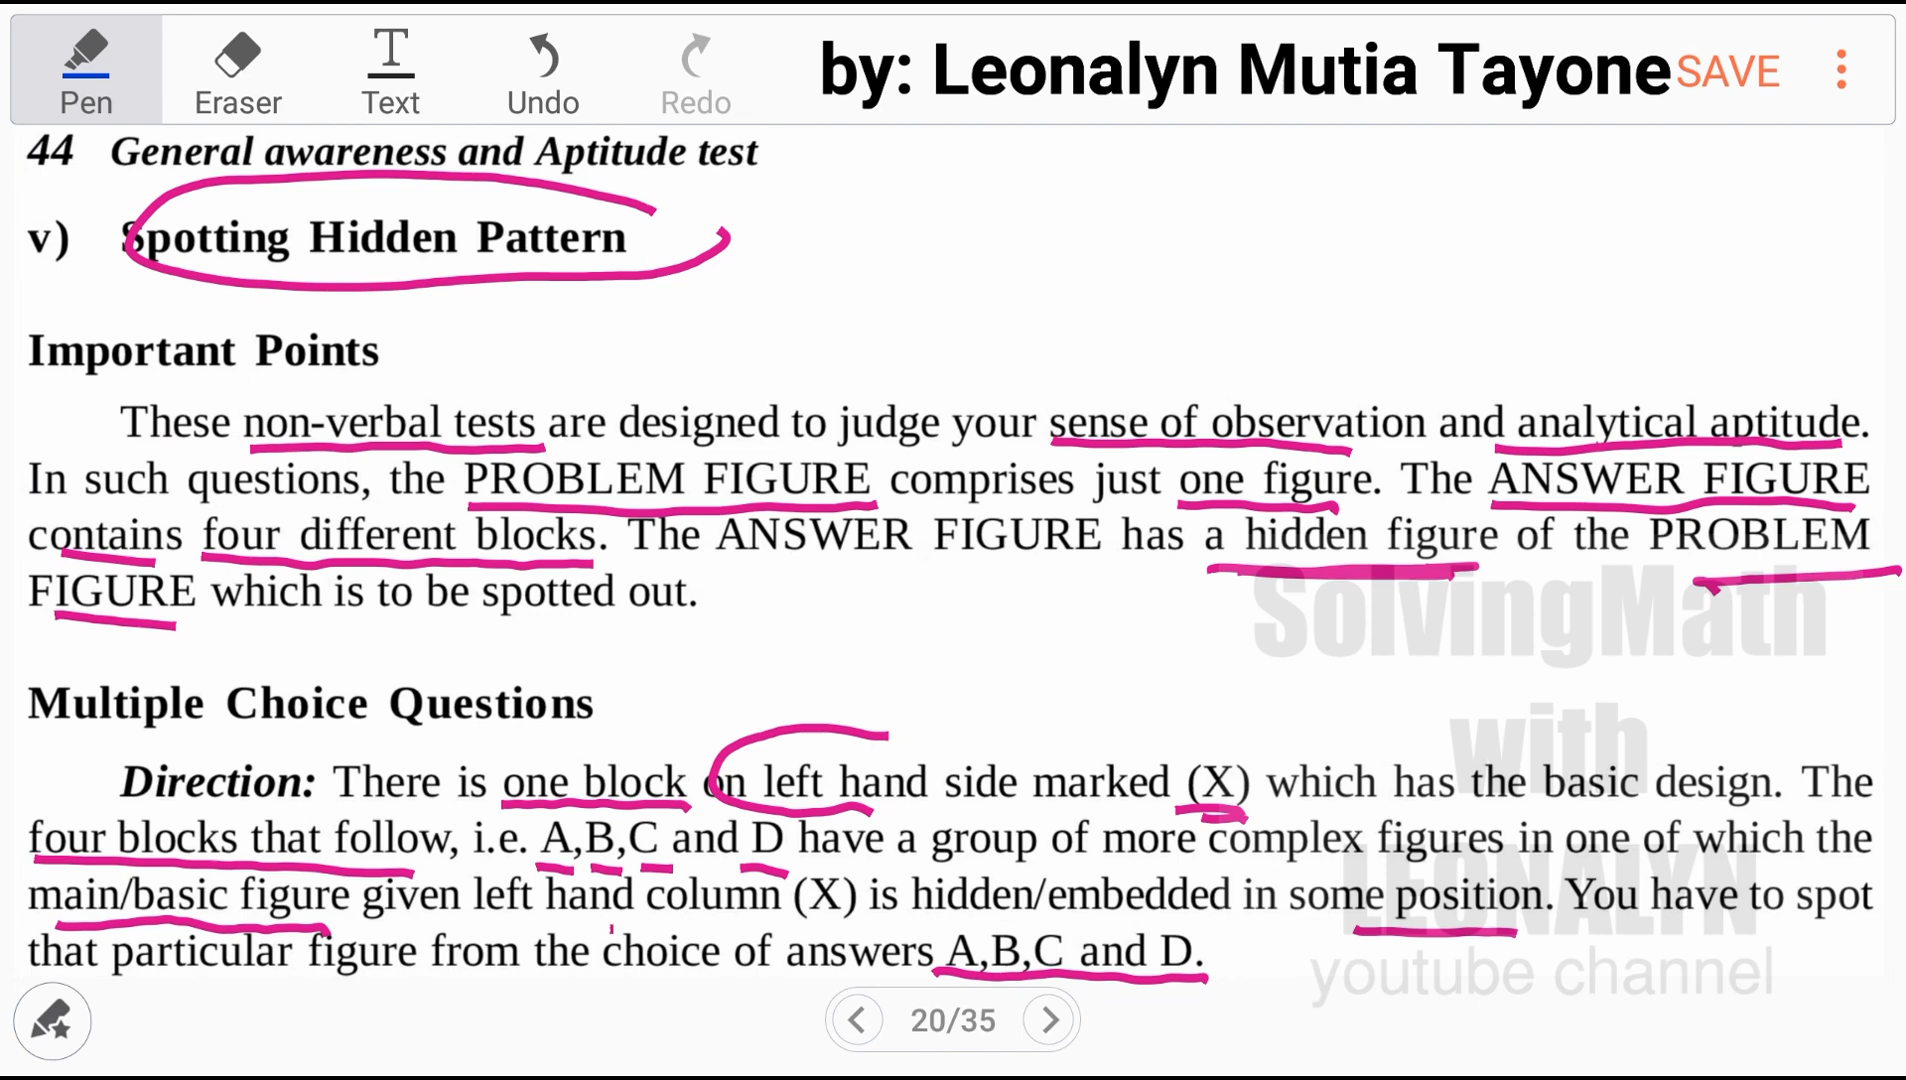 Pen
Eraser
Text
Undo
Redo
by: Leonalyn Mutia Tayone
SAVE
44 General awareness and Aptitude test
v) Spotting Hidden Pattern
Important Points
These non-verbal tests are designed to judge your sense of observation and analytical aptitude.
In such questions, the PROBLEM FIGURE comprises just one figure. The ANSWER FIGURE
contains four different blocks. The ANSWER FIGURE has a hidden figure of the PROBLEM
FIGURE which is to be spotted out.
SolvingMath
with
LEONALYN
youtube channel
Multiple Choice Questions
Direction: There is one block on left hand side marked (X) which has the basic design. The
four blocks that follow, i.e. A,B,C and D have a group of more complex figures in one of which the
main/basic figure given left hand column (X) is hidden/embedded in some position. You have to spot
that particular figure from the choice of answers A,B,C and D.
20/35